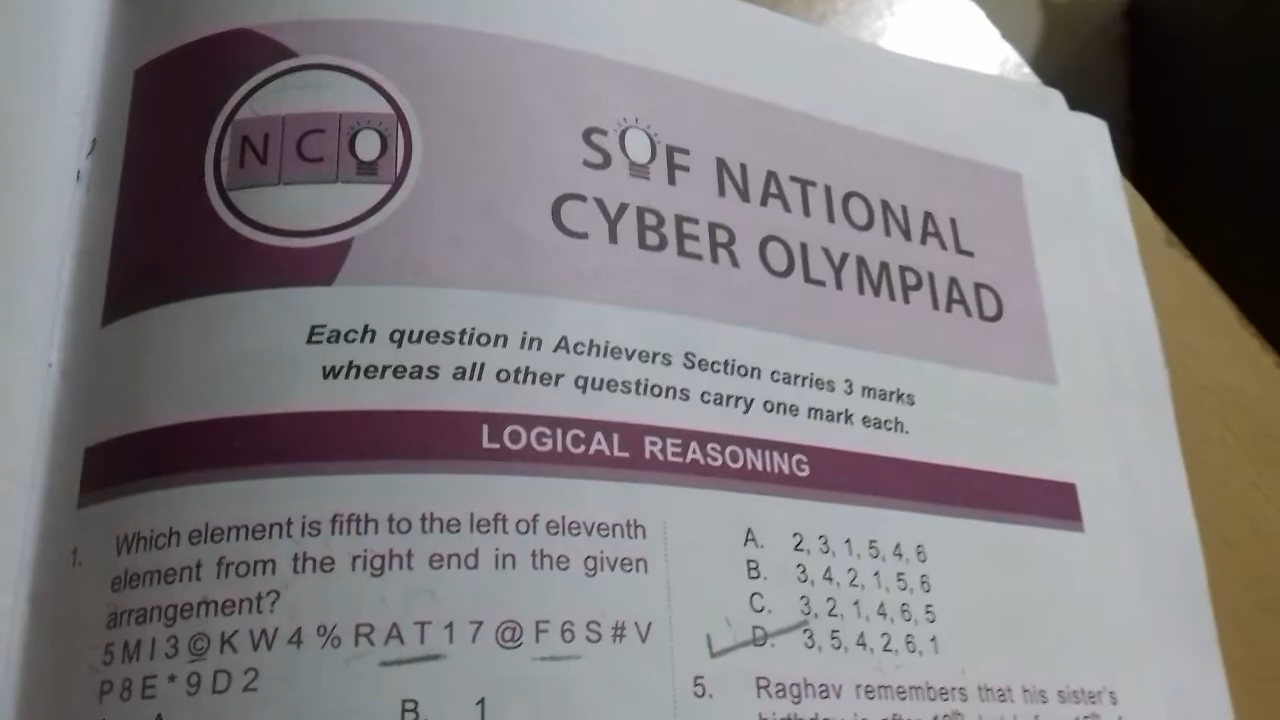 NCO
SOF NATIONAL
CYBER OLYMPIAD
Each question in Achievers Section carries 3 marks
whereas all other questions carry one mark each.
LOGICAL REASONING
1. Which element is fifth to the left of eleventh
element from the right end in the given
arrangement?
5 M I 3 © K W 4 % R A T 1 7 @ F 6 S # V
P 8 E * 9 D 2
B. 1
A. 2, 3, 1, 5, 4, 6
B. 3, 4, 2, 1, 5, 6
C. 3, 2, 1, 4, 6, 5
D. 3, 5, 4, 2, 6, 1
5. Raghav remembers that his sister's